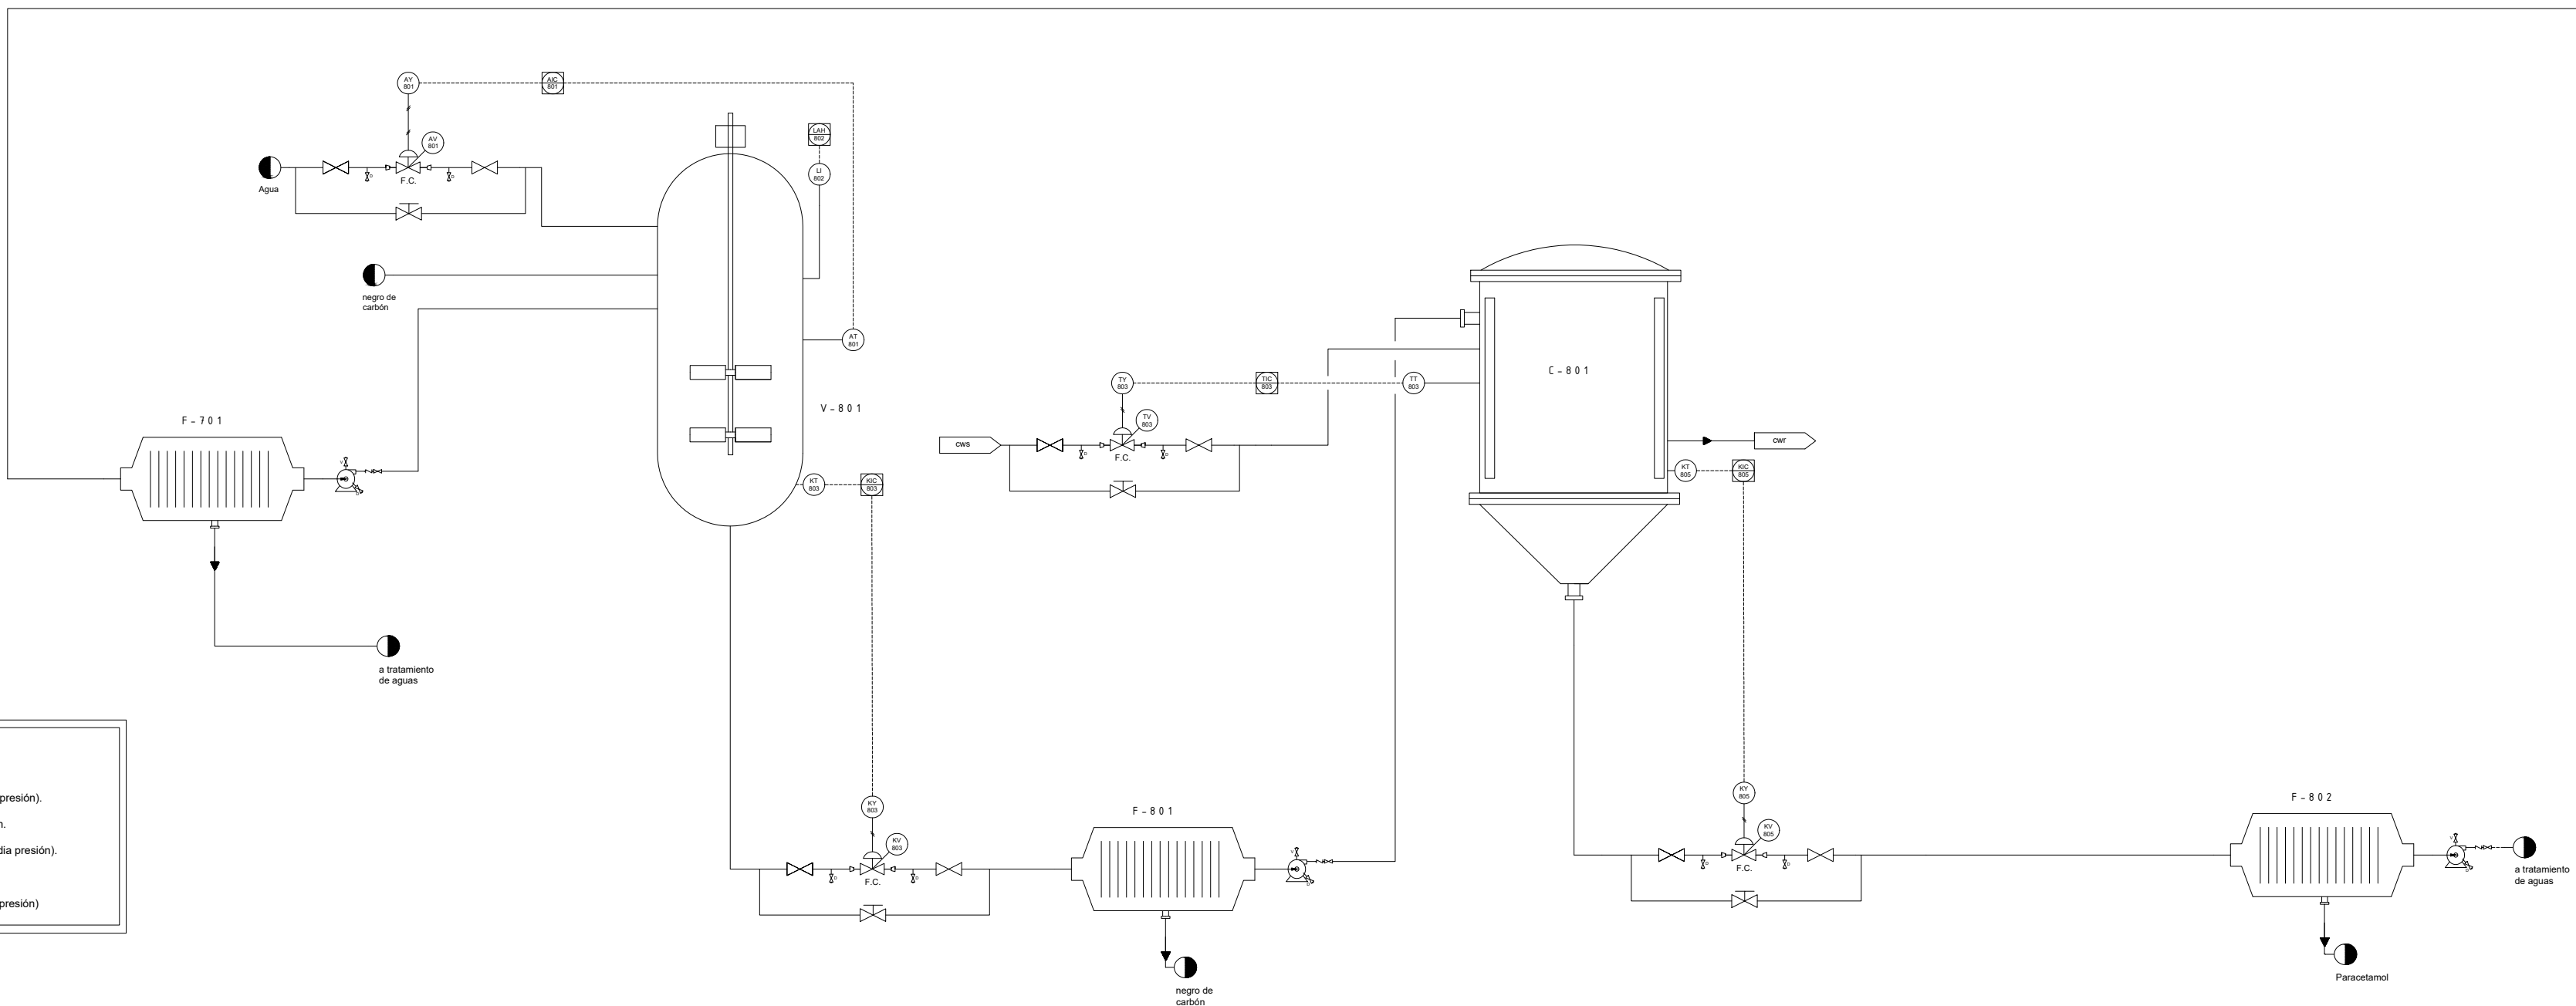 AY
801
AIC
801
AV
801
F.C.
Agua
LAH
802
LI
802
negro de
carbón
AT
801
V-801
F-701
V
D
D
D
a tratamiento
de aguas
KT
803
KIC
803
TY
803
TIC
803
TT
803
TV
803
cws
F.C.
D
D
C-801
cwr
KT
805
KIC
805
presión).
n.
dia presión).
presión)
KY
803
KV
803
F.C.
D
D
F-801
V
D
negro de
carbón
KY
805
KV
805
F.C.
D
D
F-802
V
D
a tratamiento
de aguas
Paracetamol